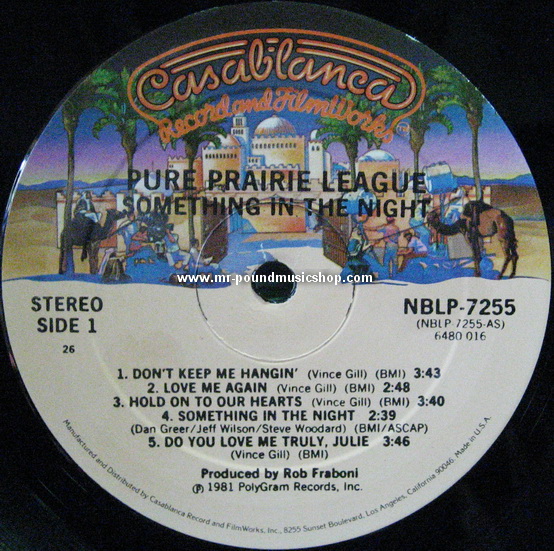 Casablanca
Record and FilmWorks
PURE PRAIRIE LEAGUE
SOMETHING IN THE NIGHT
www.mr-poundmusicshop.com
STEREO
SIDE 1
26
NBLP-7255
(NBLP-7255-AS)
6480 016
1. DON'T KEEP ME HANGIN' (Vince Gill) (BMI) 3:43
2. LOVE ME AGAIN (Vince Gill) (BMI) 2:48
3. HOLD ON TO OUR HEARTS (Vince Gill) (BMI) 3:40
4. SOMETHING IN THE NIGHT 2:39
(Dan Greer/Jeff Wilson/Steve Woodard) (BMI/ASCAP)
5. DO YOU LOVE ME TRULY, JULIE 3:46
(Vince Gill) (BMI)
Produced by Rob Fraboni
℗ 1981 PolyGram Records, Inc.
Manufactured and Distributed by Casablanca Record and FilmWorks, Inc., 8255 Sunset Boulevard, Los Angeles, California 90046. Made in U.S.A.